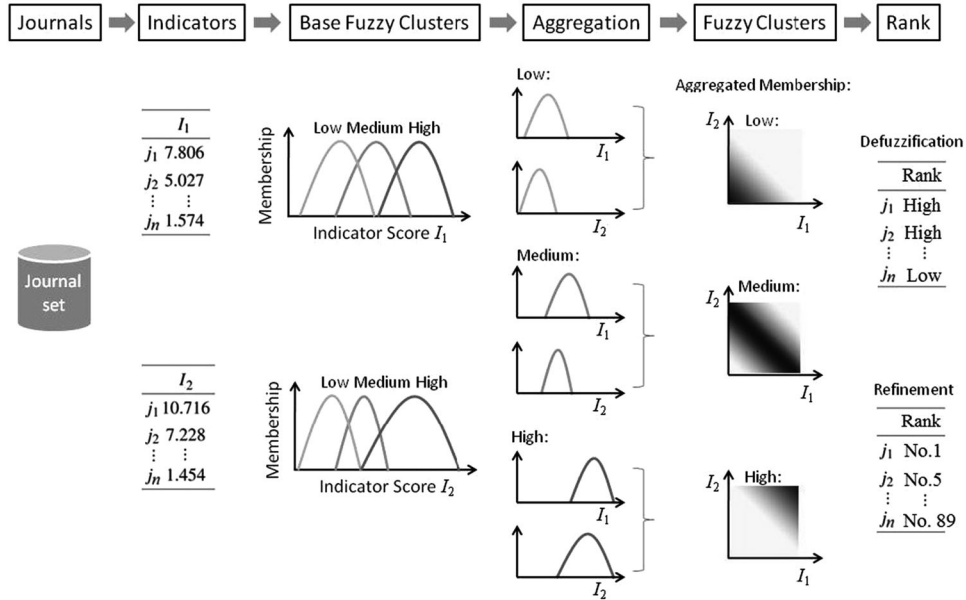 Journals
Indicators
Base Fuzzy Clusters
Aggregation
Fuzzy Clusters
Rank
Journal
set
I1
j1 7.806
j2 5.027
⋮ ⋮
jn 1.574
I2
j1 10.716
j2 7.228
⋮ ⋮
jn 1.454
Membership
Low Medium High
Indicator Score I1
Membership
Low Medium High
Indicator Score I2
Low:
I1
I2
Medium:
I1
I2
High:
I1
I2
Aggregated Membership:
I2
Low:
I1
I2
Medium:
I1
I2
High:
I1
Defuzzification
Rank
j1 High
j2 High
⋮ ⋮
jn Low
Refinement
Rank
j1 No.1
j2 No.5
⋮ ⋮
jn No. 89